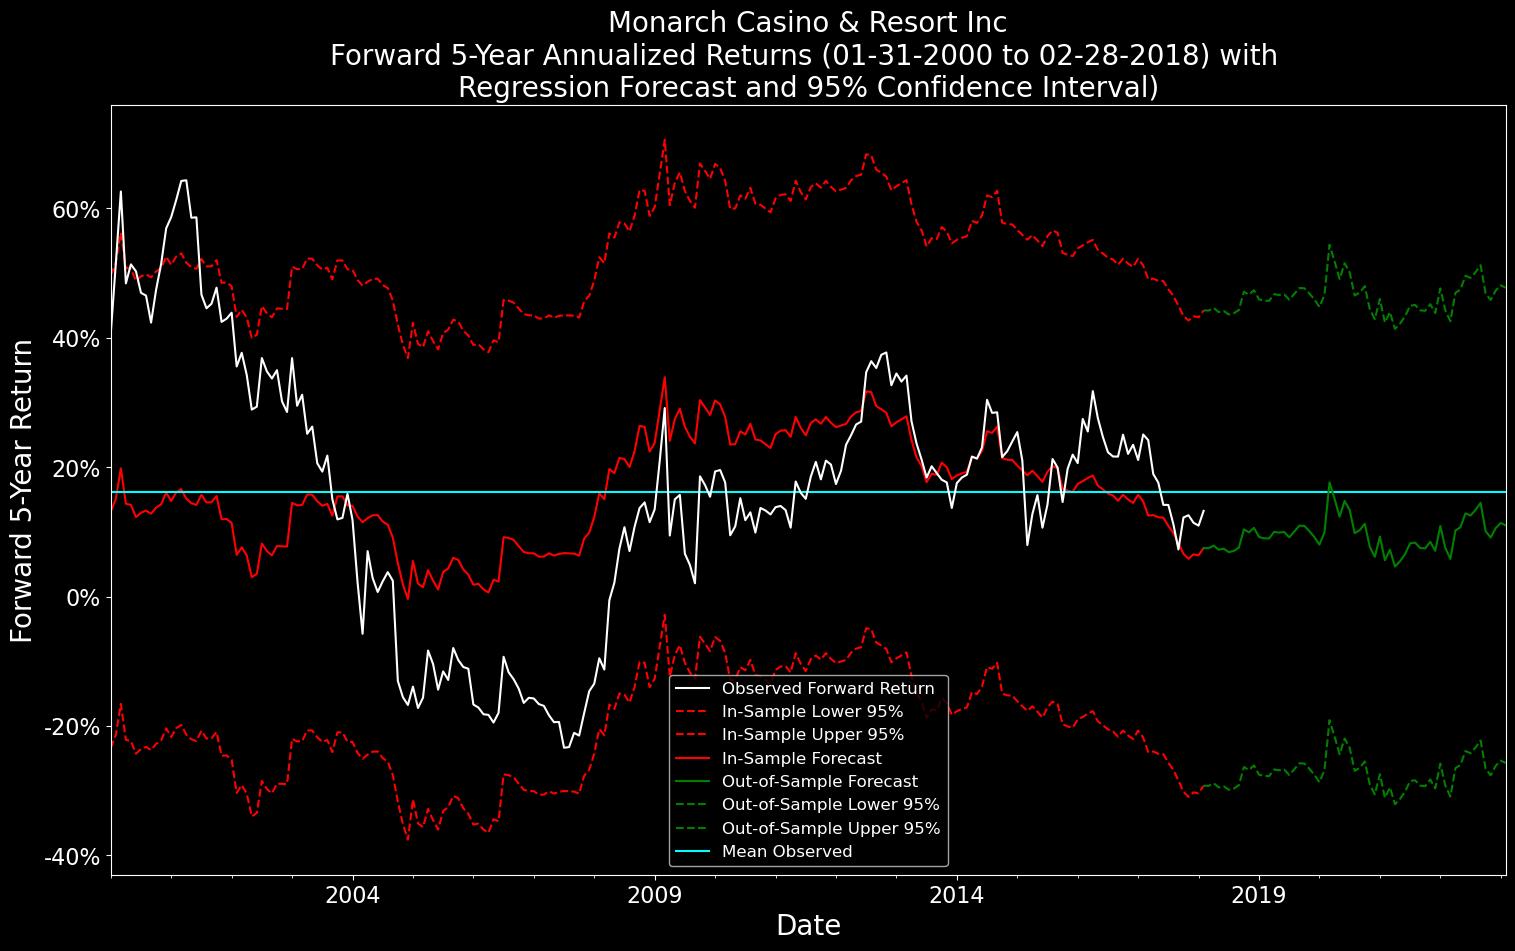 Monarch Casino & Resort Inc
Forward 5-Year Annualized Returns (01-31-2000 to 02-28-2018) with
Regression Forecast and 95% Confidence Interval)
Forward 5-Year Return
60%
40%
20%
0%
-20%
-40%
Observed Forward Return
In-Sample Lower 95%
In-Sample Upper 95%
In-Sample Forecast
Out-of-Sample Forecast
Out-of-Sample Lower 95%
Out-of-Sample Upper 95%
Mean Observed
2004
2009
2014
2019
Date